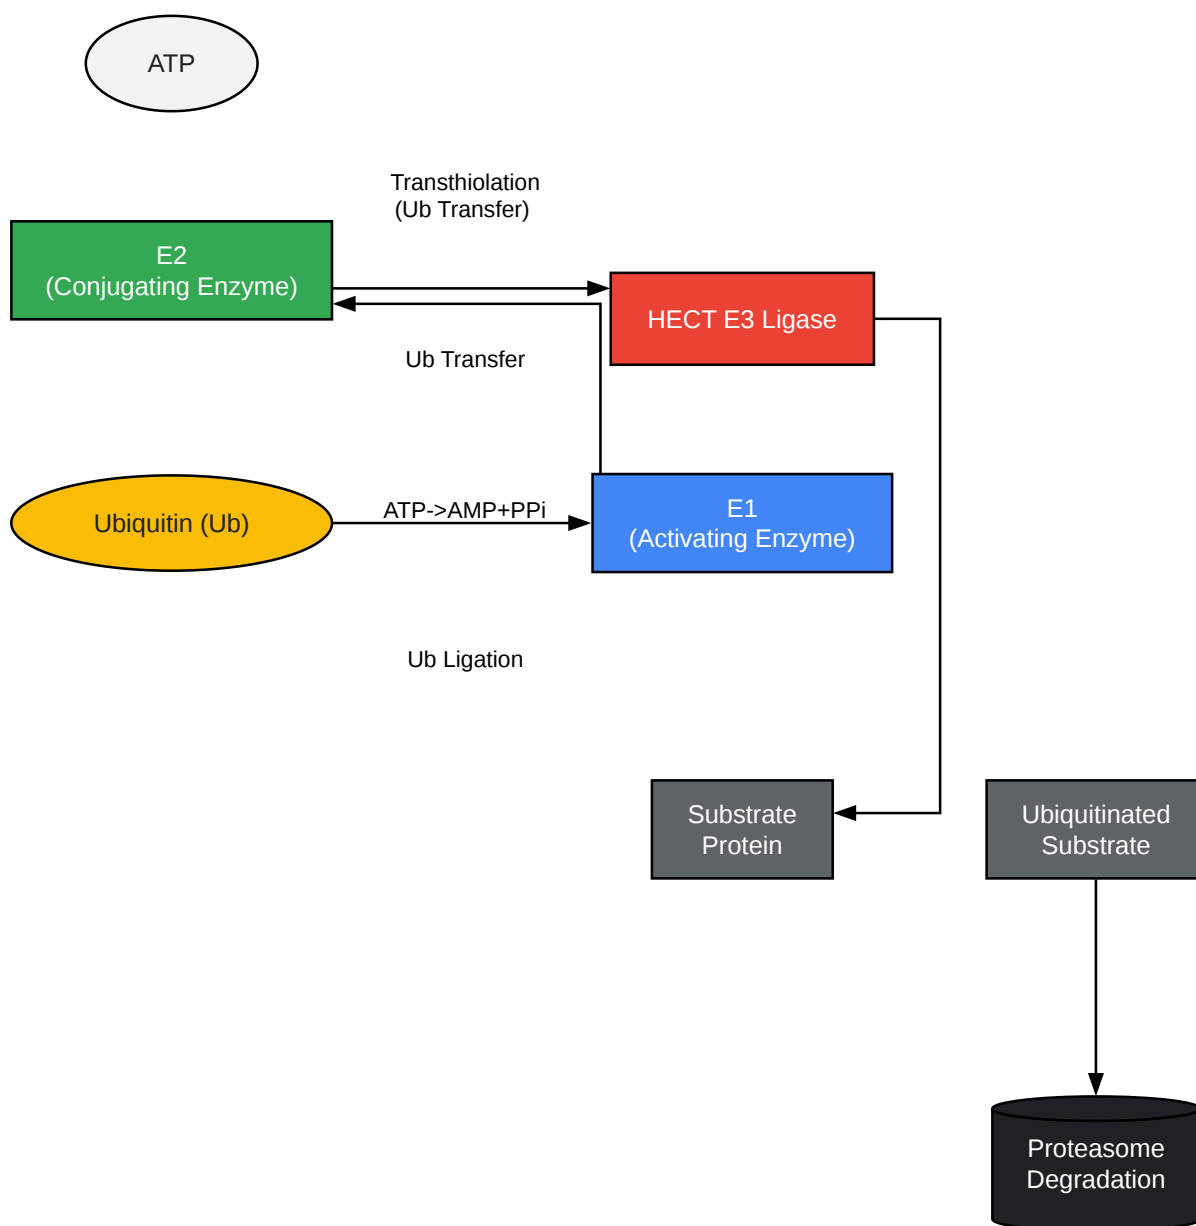 ATP
Transthiolation
(Ub Transfer)
E2
(Conjugating Enzyme)
HECT E3 Ligase
Ub Transfer
Ubiquitin (Ub)
ATP->AMP+PPi
E1
(Activating Enzyme)
Ub Ligation
Substrate
Protein
Ubiquitinated
Substrate
Proteasome
Degradation